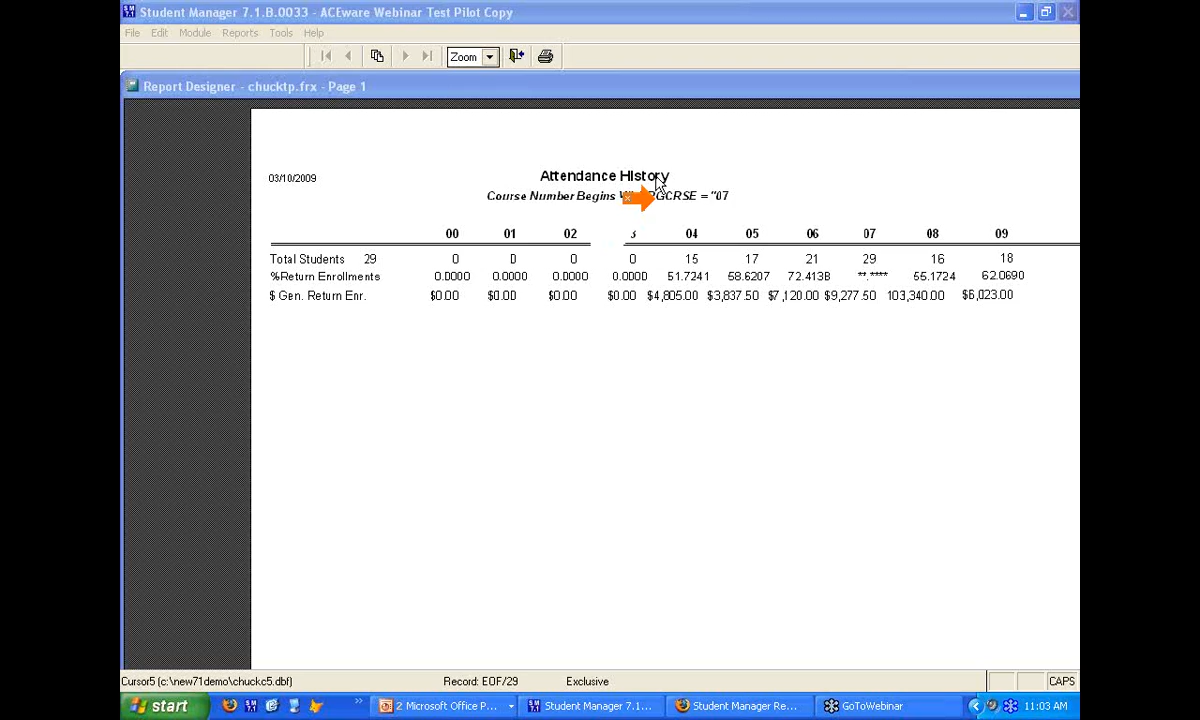 Student Manager 7.1.B.0033 - ACEware Webinar Test Pilot Copy
File Edit Module Reports Tools Help
Zoom
Report Designer - chucktp.frx - Page 1
03/10/2009
Attendance History
Course Number Begins CRSE = "07
00 01 02 04 05 06 07 08 09
Total Students 29 0 0 0 0 15 17 21 29 16 18
%Return Enrollments 0.0000 0.0000 0.0000 0.0000 51.7241 58.6207 72.4138 **.**** 55.1724 62.0690
$ Gen. Return Enr. $0.00 $0.00 $0.00 $0.00 $4,805.00 $3,837.50 $7,120.00 $9,277.50 103,340.00 $6,023.00
Cursor5 (c:\new71demo\chuckc5.dbf) Record: EOF/29 Exclusive CAPS
start 2 Microsoft Office P... Student Manager 7.1... Student Manager Re... GoToWebinar 11:03 AM